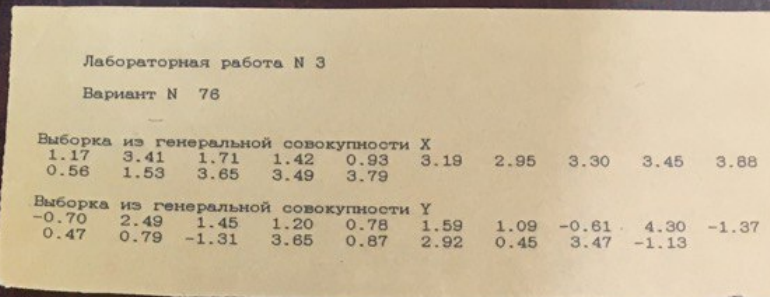 Лабораторная работа N 3
Вариант N 76
Выборка из генеральной совокупности X
1.17 3.41 1.71 1.42 0.93 3.19 2.95 3.30 3.45 3.88
0.56 1.53 3.65 3.49 3.79
Выборка из генеральной совокупности Y
-0.70 2.49 1.45 1.20 0.78 1.59 1.09 -0.61 4.30 -1.37
0.47 0.79 -1.31 3.65 0.87 2.92 0.45 3.47 -1.13